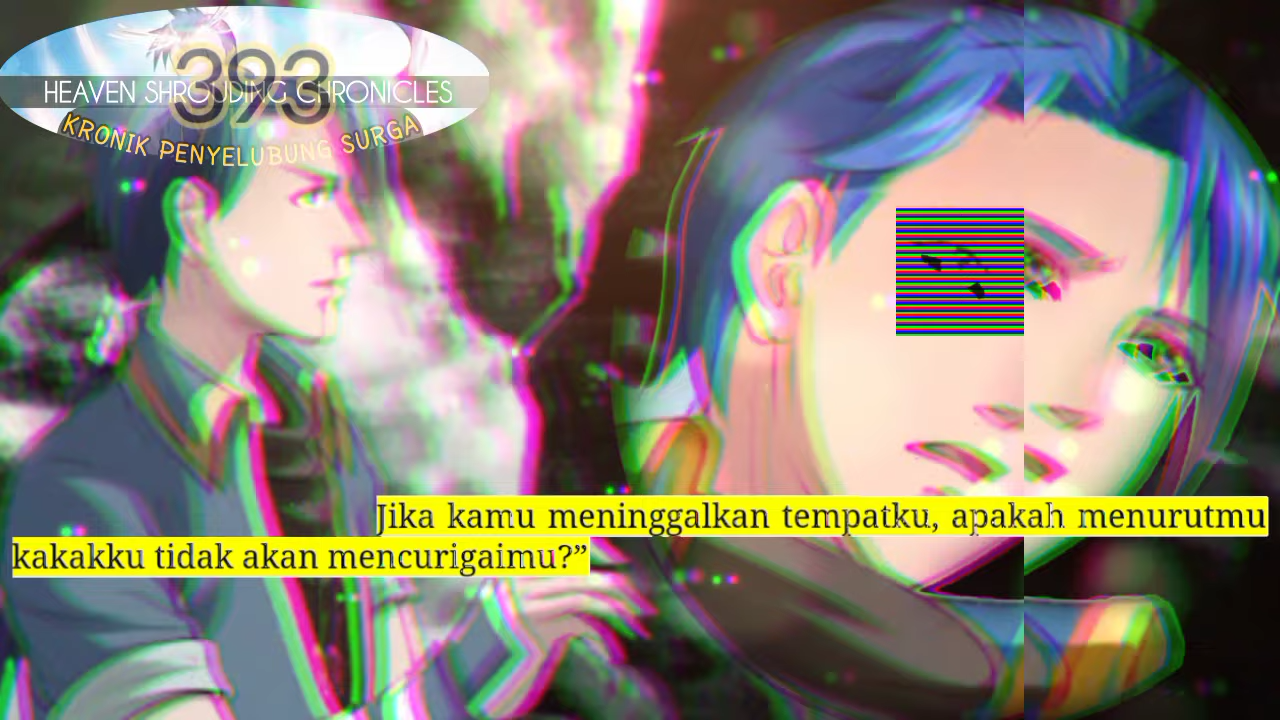 393
HEAVEN SHROUDING CHRONICLES
KRONIK PENYELUBUNG SURGA
Jika kamu meninggalkan tempatku, apakah menurutmu
kakakku tidak akan mencurigaimu?”